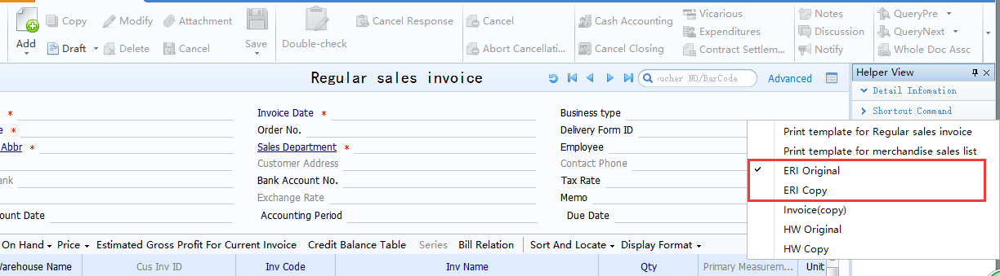 Copy Modify Attachment Cancel Response Cancel Cash Accounting Vicarious Notes QueryPre
Add Save Double-check Expenditures Discussion QueryNext
Draft Delete Cancel Abort Cancellati... Cancel Closing Contract Settlem... Notify Whole Doc Assc
Regular sales invoice
oucher NO/BarCode Advanced
Helper View
Detail Infomation
Shortcut Command
* Invoice Date * Business type
* Order No. Delivery Form ID
Abbr * Sales Department * Employee
Customer Address Contact Phone
ank Bank Account No. Tax Rate
Exchange Rate Memo
ount Date Accounting Period Due Date
Print template for Regular sales invoice
Print template for merchandise sales list
ERI Original
ERI Copy
Invoice(copy)
HW Original
HW Copy
On Hand Price Estimated Gross Profit For Current Invoice Credit Balance Table Series Bill Relation Sort And Locate Display Format
Warehouse Name Cus Inv ID Inv Code Inv Name Qty Primary Measurem... Unit